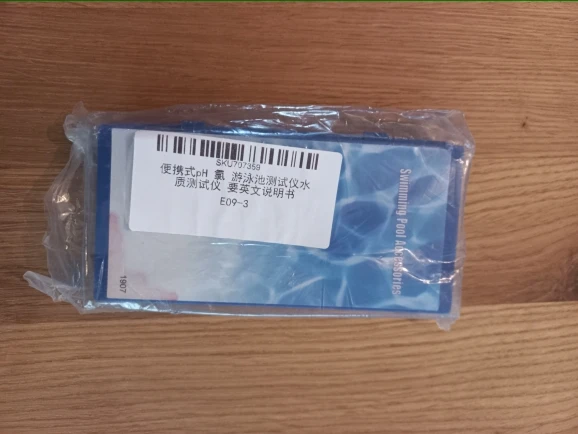 SKU707359
便携式pH 氯 游泳池测试仪水
质测试仪 要英文说明书
E09-3
Swimming Pool Accessories
1807